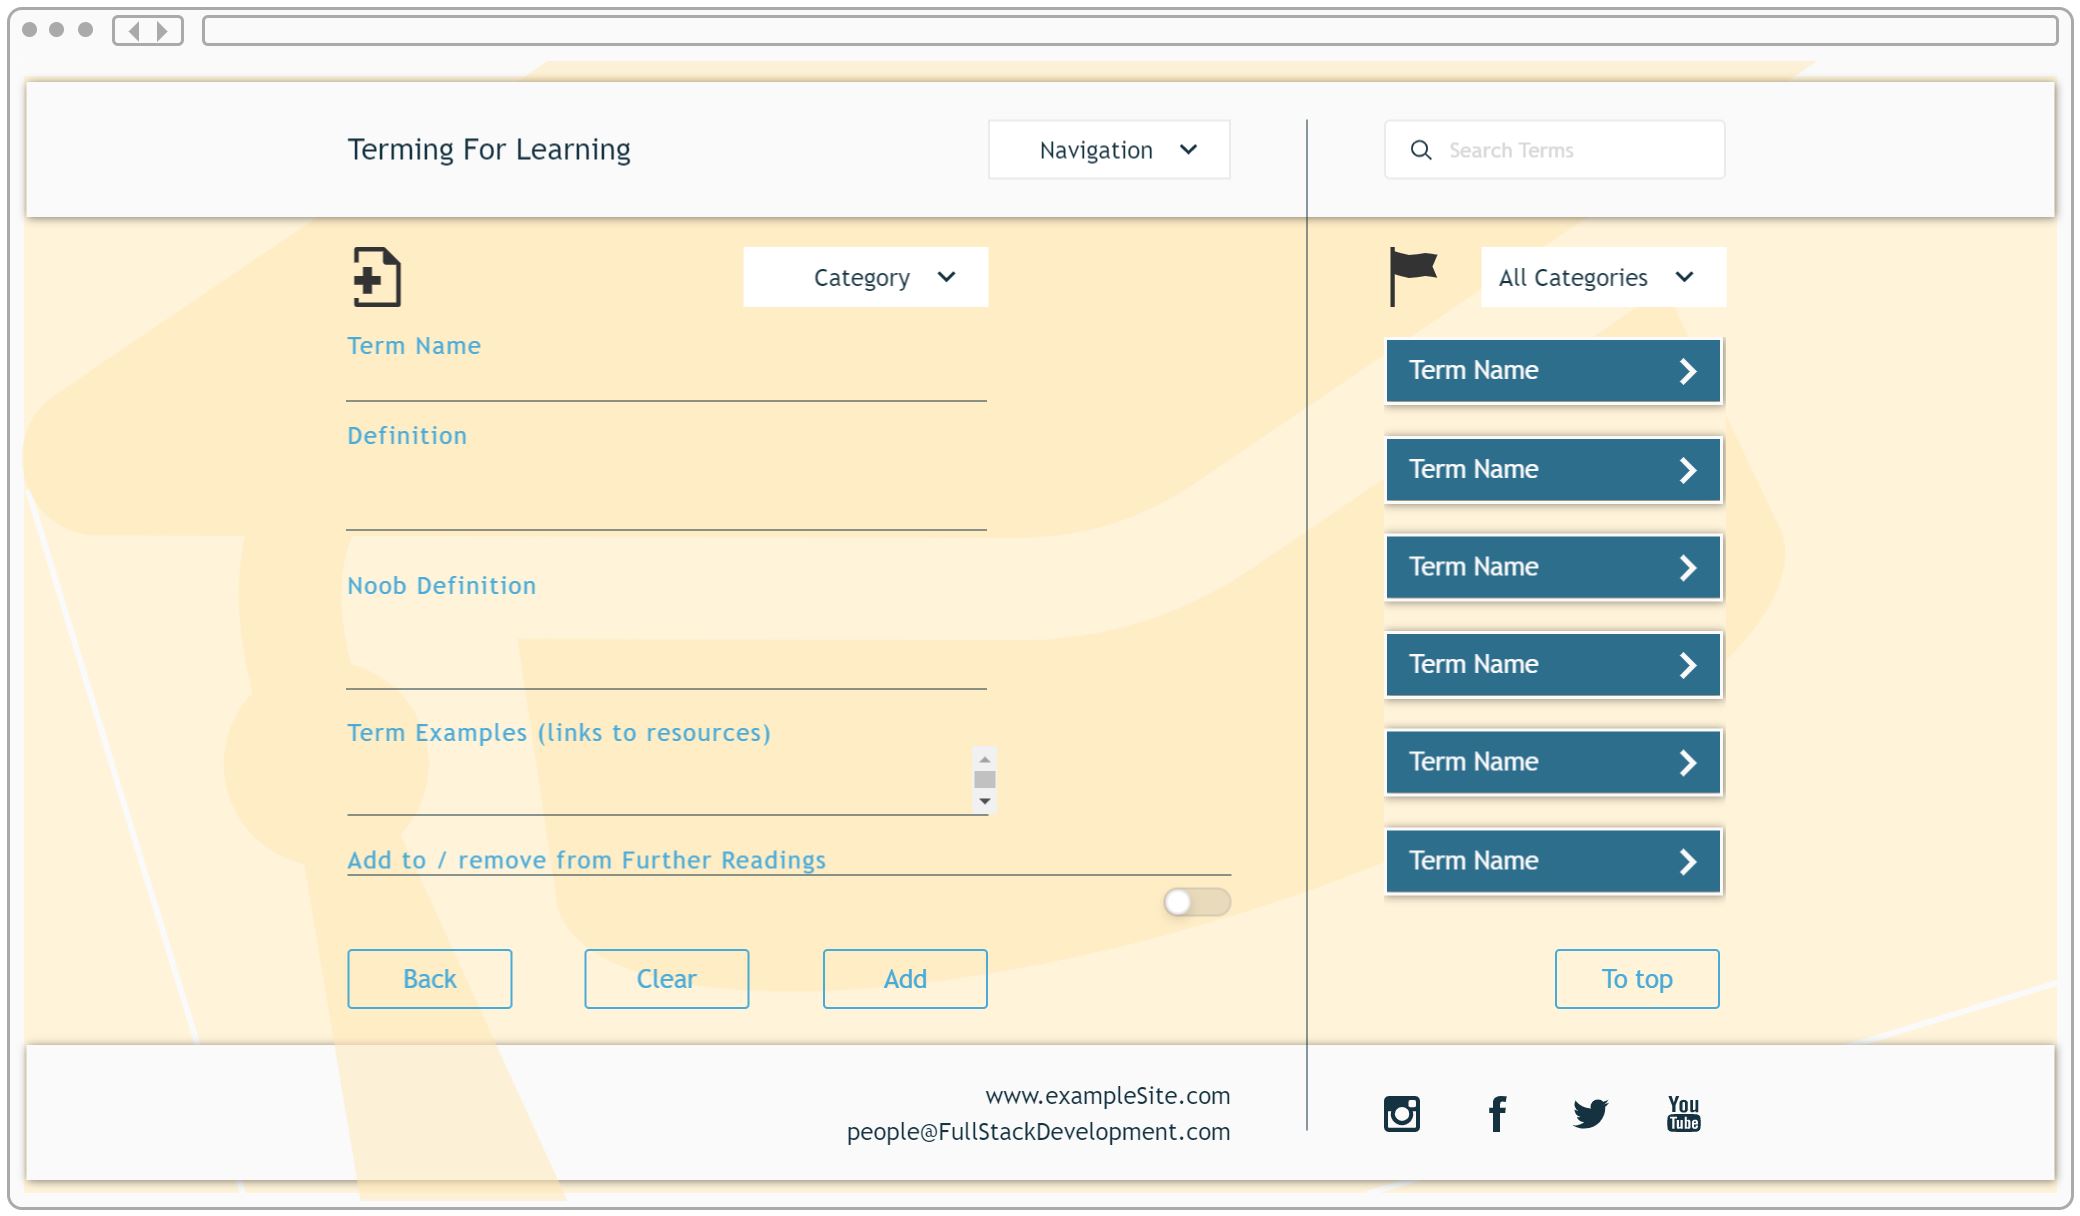 Terming For Learning
Navigation
Search Terms
Category
All Categories
Term Name
Definition
Noob Definition
Term Examples (links to resources)
Add to / remove from Further Readings
Back
Clear
Add
Term Name
Term Name
Term Name
Term Name
Term Name
Term Name
To top
www.exampleSite.com
people@FullStackDevelopment.com
You
Tube